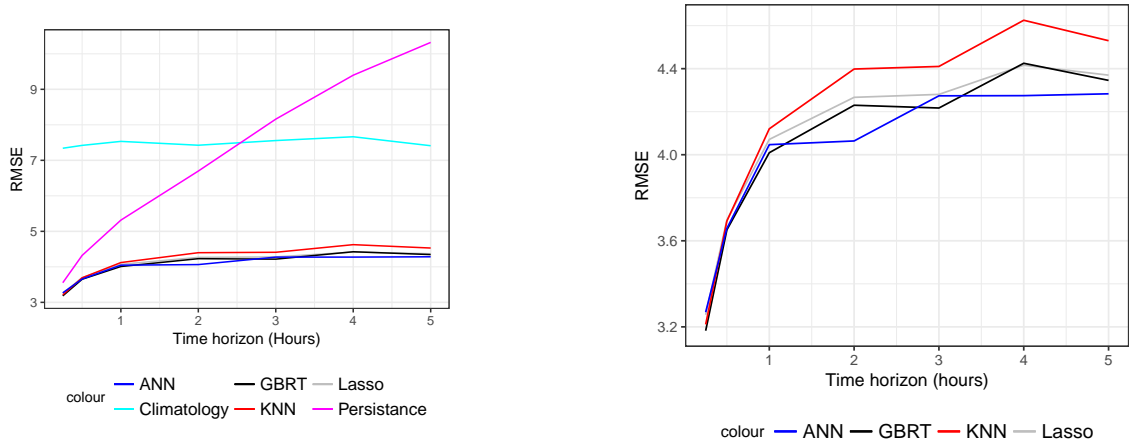 9
7
5
3
RMSE
1 2 3 4 5
Time horizon (Hours)
colour
ANN GBRT Lasso
Climatology KNN Persistance
4.4
4.0
3.6
3.2
RMSE
1 2 3 4 5
Time horizon (hours)
colour ANN GBRT KNN Lasso